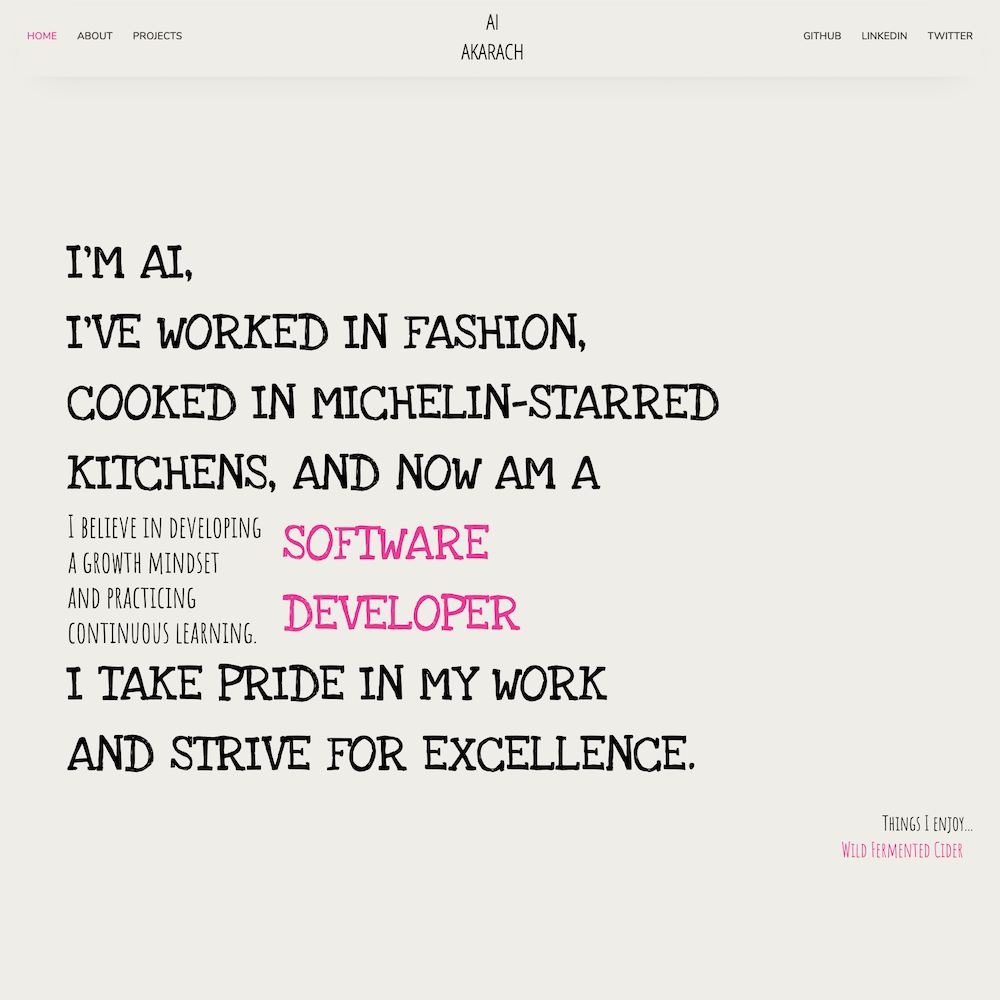 HOME ABOUT PROJECTS
AI
AKARACH
GITHUB LINKEDIN TWITTER
I'M AI,
I'VE WORKED IN FASHION,
COOKED IN MICHELIN-STARRED
KITCHENS, AND NOW AM A
I BELIEVE IN DEVELOPING
A GROWTH MINDSET
AND PRACTICING
CONTINUOUS LEARNING.
SOFTWARE
DEVELOPER
I TAKE PRIDE IN MY WORK
AND STRIVE FOR EXCELLENCE.
THINGS I ENJOY...
WILD FERMENTED CIDER